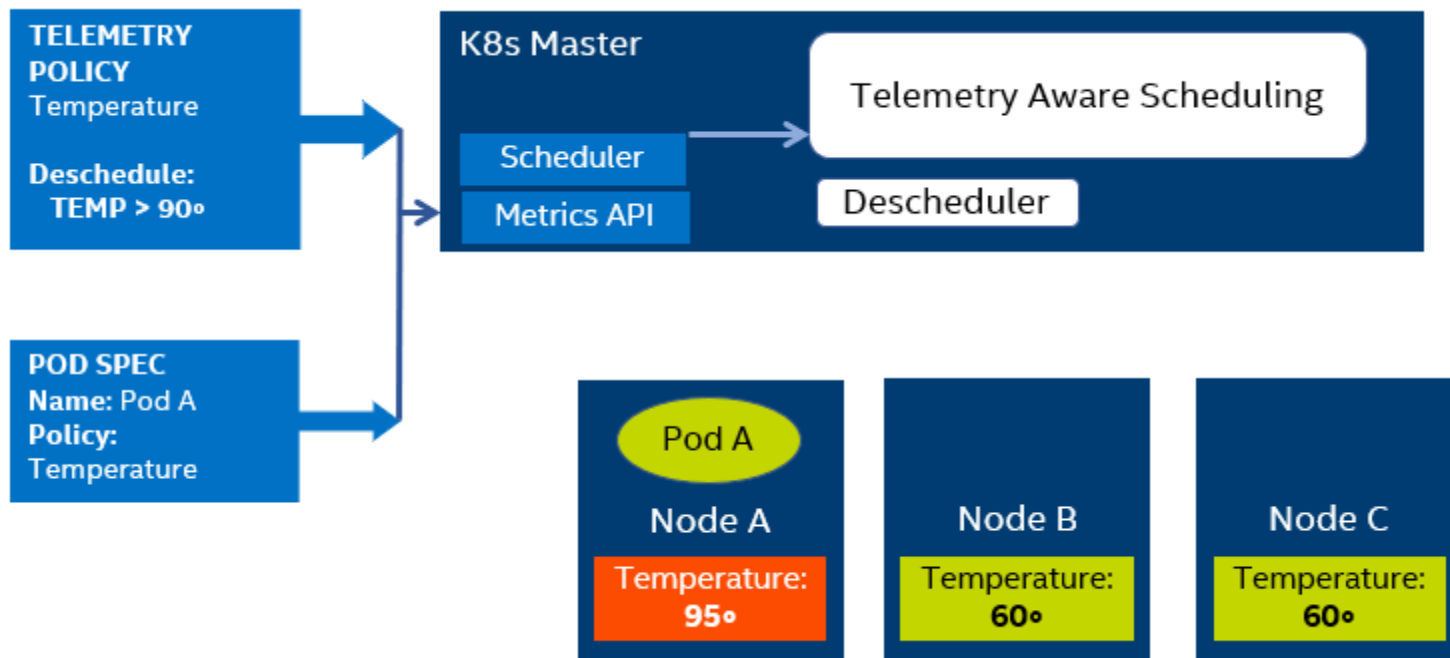 TELEMETRY
POLICY
Temperature
Deschedule:
TEMP > 90°
K8s Master
Scheduler
Metrics API
Telemetry Aware Scheduling
Descheduler
POD SPEC
Name: Pod A
Policy:
Temperature
Pod A
Node A
Temperature:
95°
Node B
Temperature:
60°
Node C
Temperature:
60°